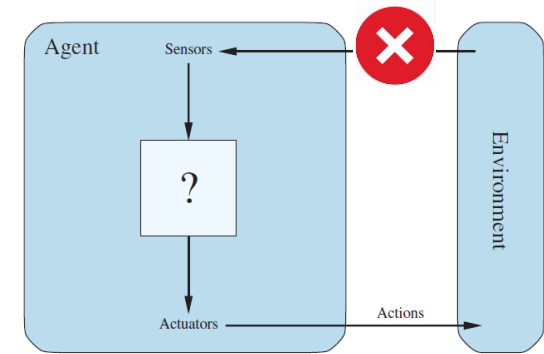 Agent
Sensors
?
Environment
Actuators
Actions